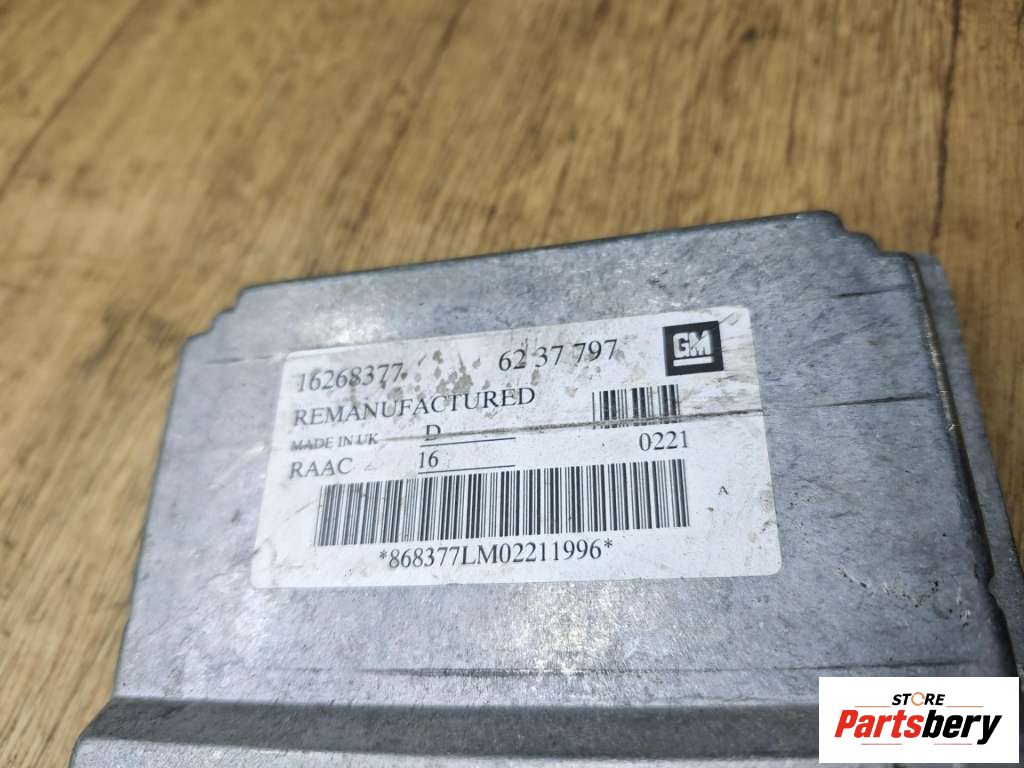 16268377 62 37 797 GM
REMANUFACTURED
MADE IN UK D
RAAC 16 0221
A
*868377LM02211996*
STORE
Partsbery